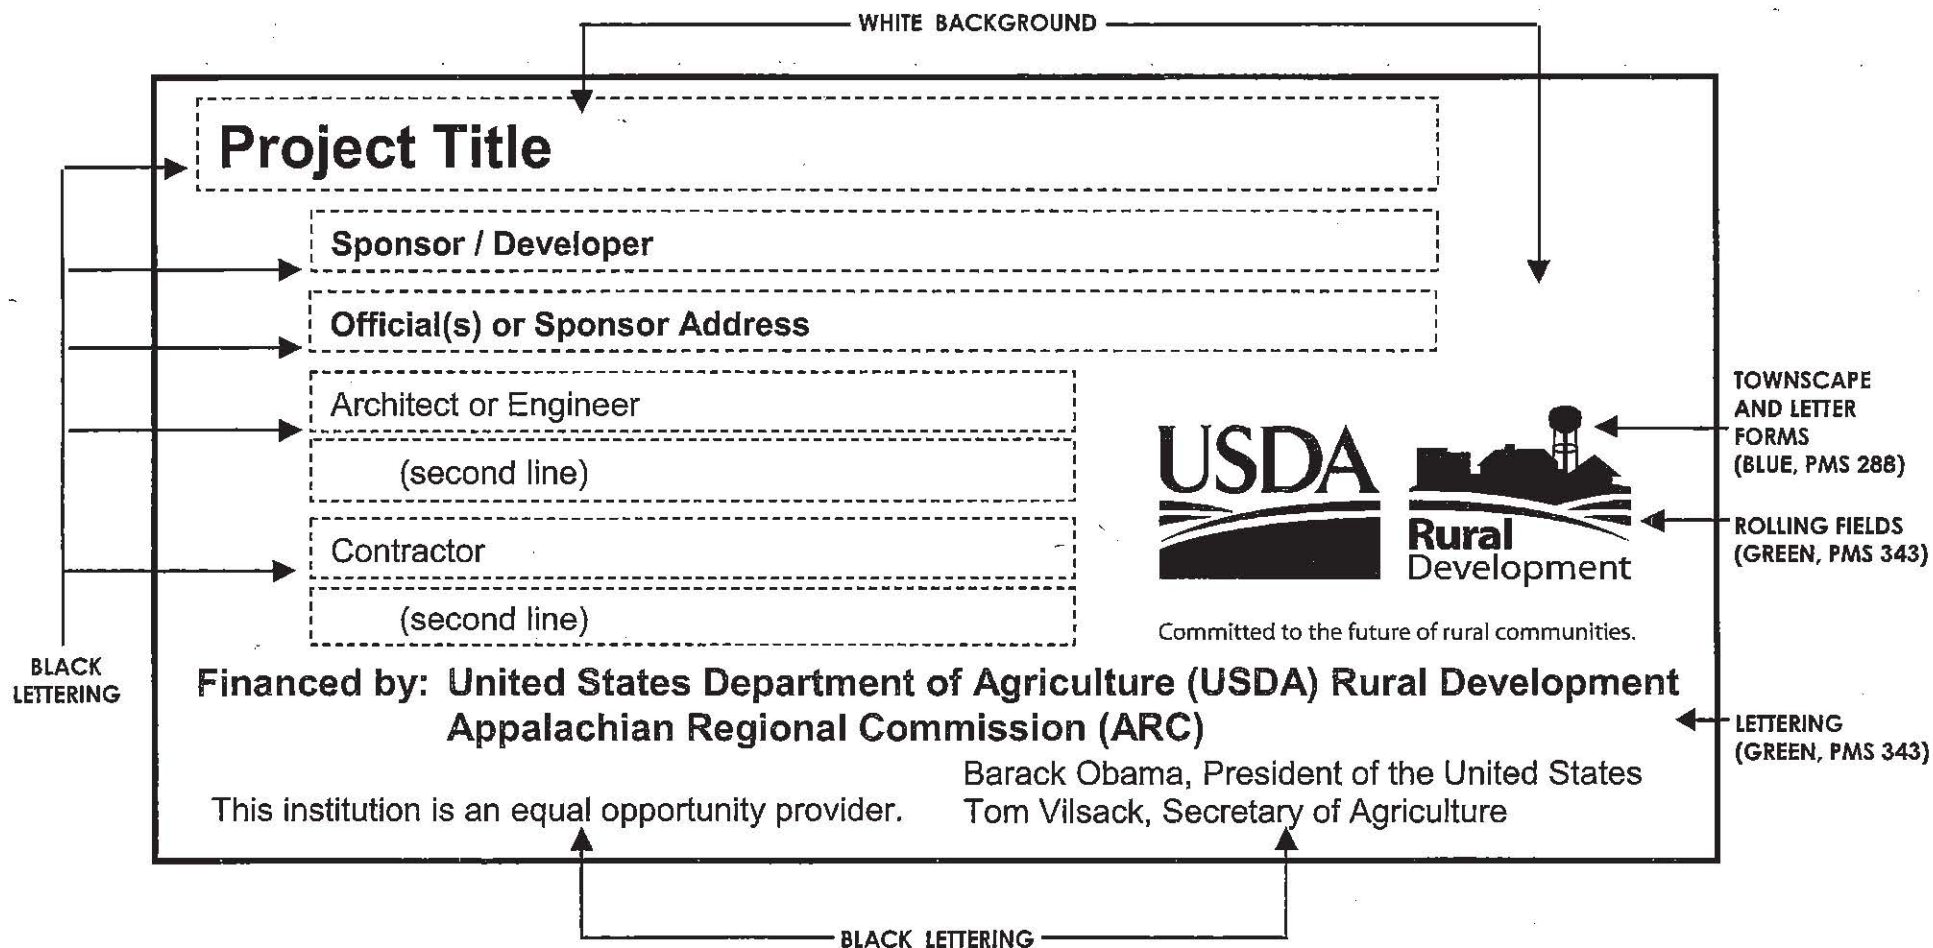 WHITE BACKGROUND
Project Title
Sponsor / Developer
Official(s) or Sponsor Address
Architect or Engineer
(second line)
Contractor
(second line)
USDA
Rural
Development
Committed to the future of rural communities.
TOWNSCAPE
AND LETTER
FORMS
(BLUE, PMS 288)
ROLLING FIELDS
(GREEN, PMS 343)
BLACK
LETTERING
Financed by: United States Department of Agriculture (USDA) Rural Development
Appalachian Regional Commission (ARC)
LETTERING
(GREEN, PMS 343)
Barack Obama, President of the United States
This institution is an equal opportunity provider. Tom Vilsack, Secretary of Agriculture
BLACK LETTERING